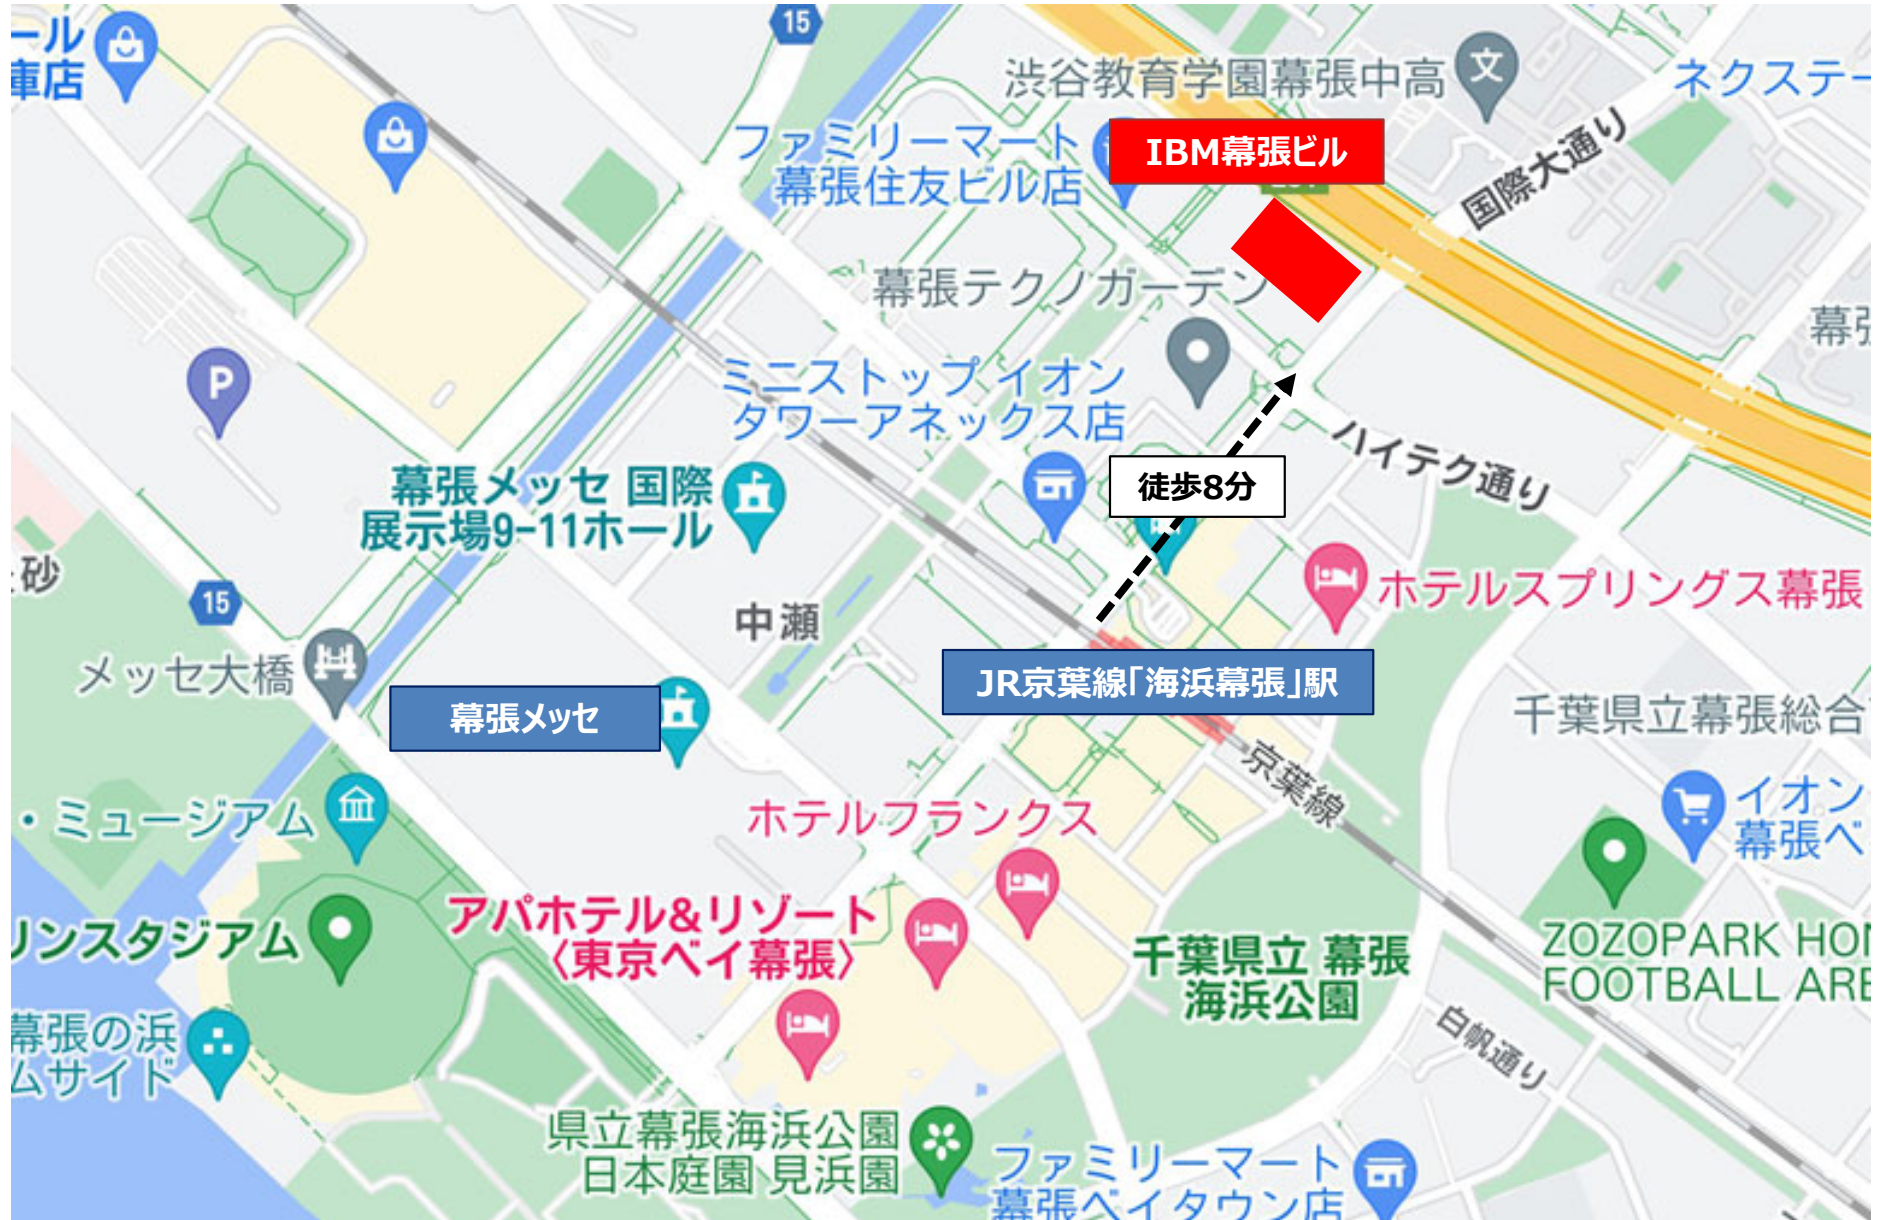 ール
庫店
15
渋谷教育学園幕張中高
ネクステー
ファミリーマート
幕張住友ビル店
IBM幕張ビル
国際大通り
幕張テクノガーデン
幕張
P
ミニストップ イオン
タワーアネックス店
ハイテク通り
幕張メッセ 国際
展示場9-11ホール
徒歩8分
砂
15
ホテルスプリングス幕張
中瀬
メッセ大橋
JR京葉線「海浜幕張」駅
幕張メッセ
千葉県立幕張総合
京葉線
・ミュージアム
ホテルフランクス
イオン
幕張ベ
リンスタジアム
アパホテル&リゾート
〈東京ベイ幕張〉
千葉県立 幕張
海浜公園
ZOZOPARK HON
FOOTBALL ARE
幕張の浜
ムサイド
白帆通り
県立幕張海浜公園
日本庭園 見浜園
ファミリーマート
幕張ベイタウン店